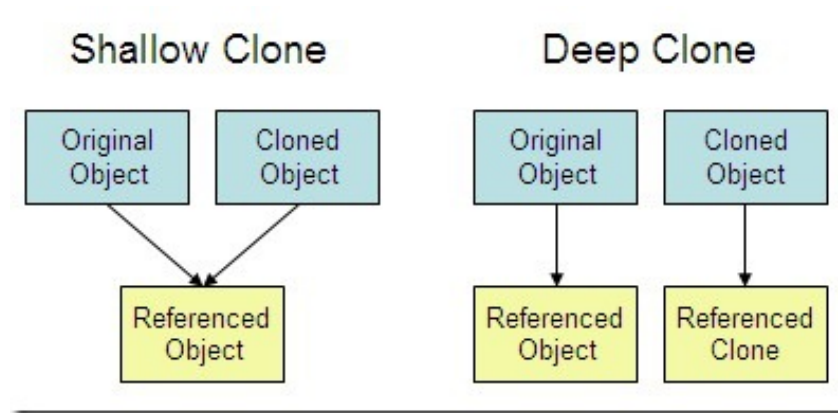 Shallow Clone
Deep Clone
Original
Object
Cloned
Object
Original
Object
Cloned
Object
Referenced
Object
Referenced
Object
Referenced
Clone